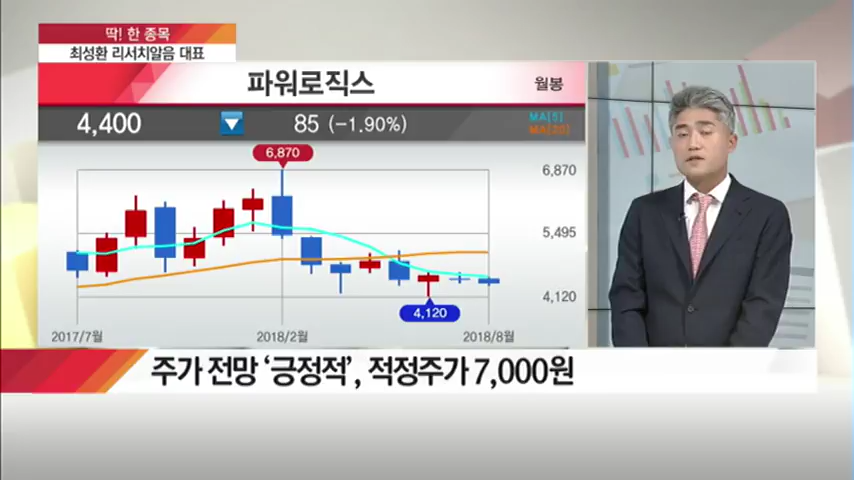 딱! 한 종목
최성환 리서치알음 대표
파워로직스
월봉
4,400 ▼ 85 (-1.90%)
MA(5)
MA(20)
6,870
6,870
5,495
4,120
4,120
2017/7월 2018/2월 2018/8월
주가 전망 ‘긍정적’, 적정주가 7,000원